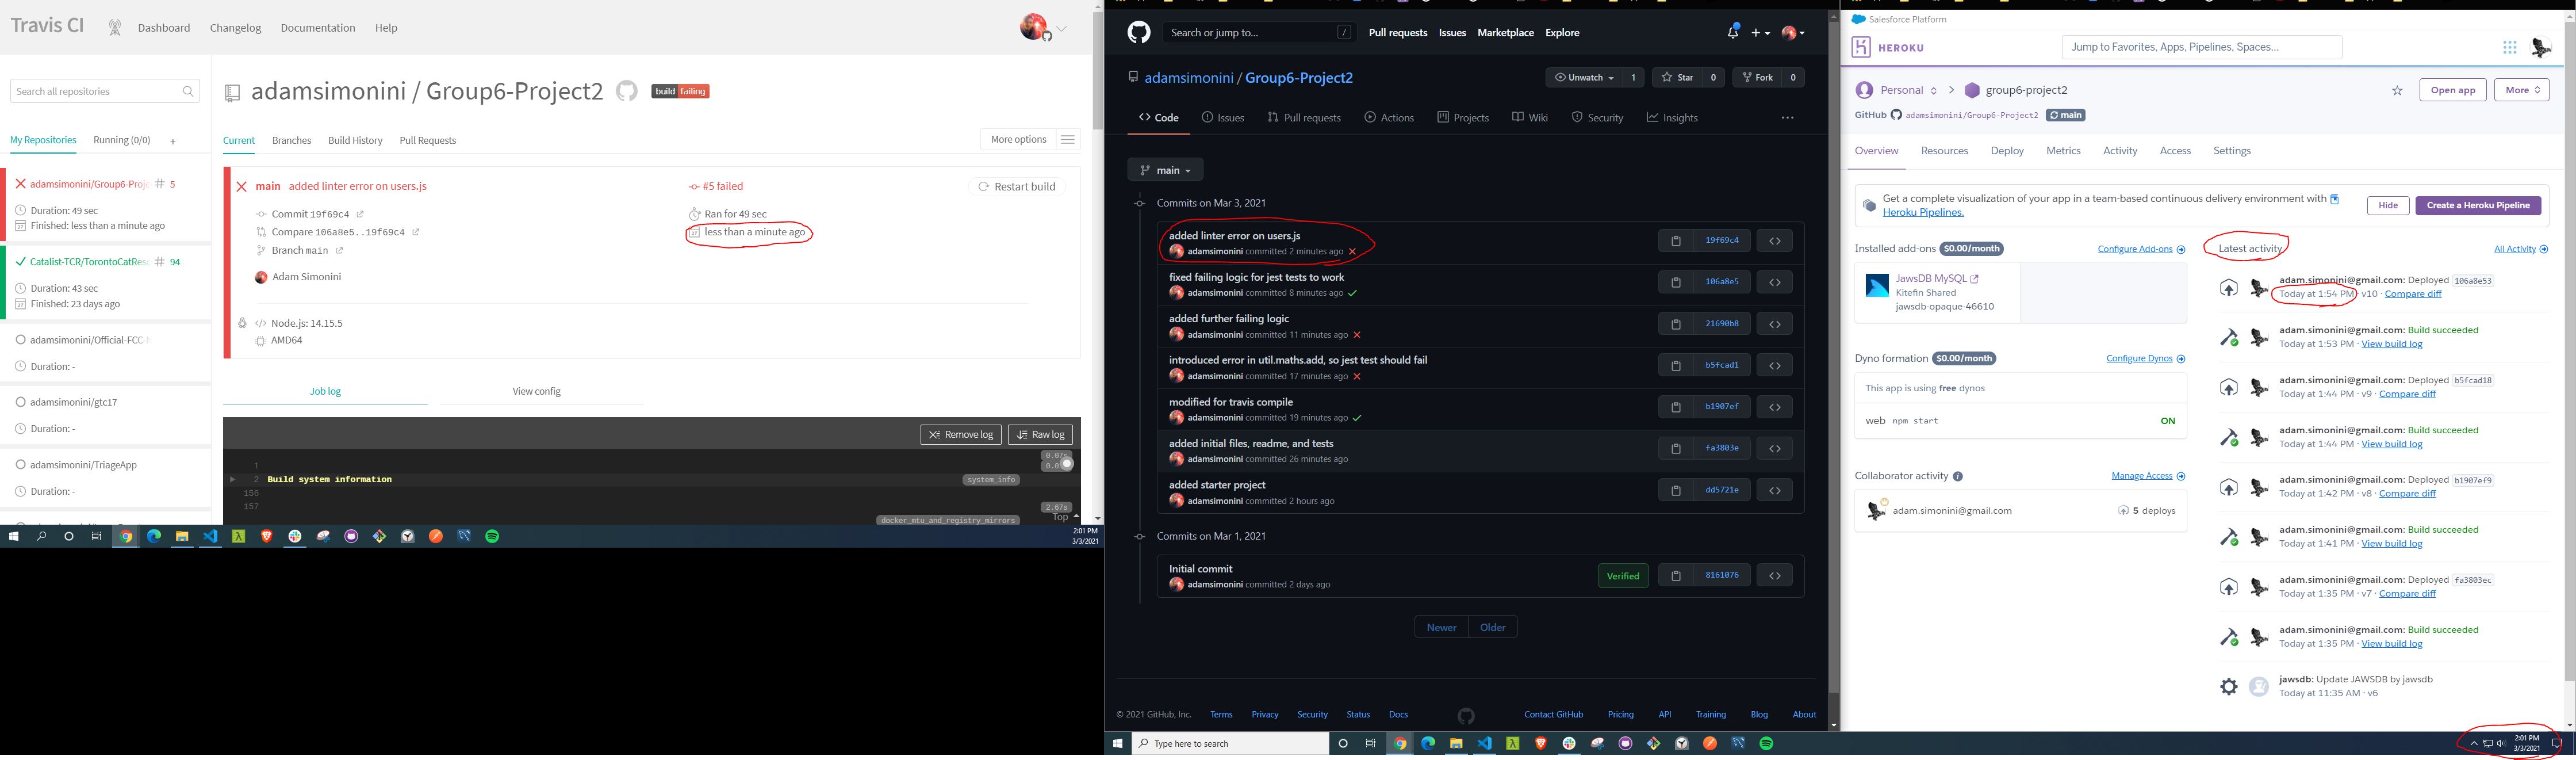 Travis CI
Dashboard Changelog Documentation Help
Search all repositories
My Repositories Running (0/0) +
adamsimonini/Group6-Proje # 5
Duration: 49 sec
Finished: less than a minute ago
Catalist-TCR/TorontoCatResc # 94
Duration: 43 sec
Finished: 23 days ago
adamsimonini/Official-FCC-
Duration: -
adamsimonini/gtc17
Duration: -
adamsimonini/TriageApp
Duration: -
adamsimonini / Group6-Project2 build failing
Current Branches Build History Pull Requests More options
main added linter error on users.js
#5 failed
Restart build
Commit 19f69c4
Ran for 49 sec
Compare 106a8e5..19f69c4
less than a minute ago
Branch main
Adam Simonini
Node.js: 14.15.5
AMD64
Job log View config
Remove log Raw log
1
2 Build system information system_info
156
157
0.07s
2.67s
docker_mtu_and_registry_mirrors
Top
2:01 PM
3/3/2021
Search or jump to... /
Pull requests Issues Marketplace Explore
adamsimonini / Group6-Project2
Unwatch 1 Star 0 Fork 0
Code Issues Pull requests Actions Projects Wiki Security Insights ...
main
Commits on Mar 3, 2021
added linter error on users.js
adamsimonini committed 2 minutes ago
19f69c4
fixed failing logic for jest tests to work
adamsimonini committed 8 minutes ago
106a8e5
added further failing logic
adamsimonini committed 11 minutes ago
21690b8
introduced error in util.maths.add, so jest test should fail
adamsimonini committed 17 minutes ago
b5fcad1
modified for travis compile
adamsimonini committed 19 minutes ago
b1907ef
added initial files, readme, and tests
adamsimonini committed 26 minutes ago
fa3803e
added starter project
adamsimonini committed 2 hours ago
dd5721e
Commits on Mar 1, 2021
Initial commit
adamsimonini committed 2 days ago
Verified
8161076
Newer Older
© 2021 GitHub, Inc. Terms Privacy Security Status Docs Contact GitHub Pricing API Training Blog About
Type here to search
Salesforce Platform
HEROKU
Jump to Favorites, Apps, Pipelines, Spaces...
Personal > group6-project2
Open app More
GitHub adamsimonini/Group6-Project2 main
Overview Resources Deploy Metrics Activity Access Settings
Get a complete visualization of your app in a team-based continuous delivery environment with
Heroku Pipelines.
Hide Create a Heroku Pipeline
Installed add-ons $0.00/month Configure Add-ons
JawsDB MySQL
Kitefin Shared
jawsdb-opaque-46610
Dyno formation $0.00/month Configure Dynos
This app is using free dynos
web npm start ON
Collaborator activity Manage Access
adam.simonini@gmail.com 5 deploys
Latest activity All Activity
adam.simonini@gmail.com: Deployed 106a8e53
Today at 1:54 PM · v10 · Compare diff
adam.simonini@gmail.com: Build succeeded
Today at 1:53 PM · View build log
adam.simonini@gmail.com: Deployed b5fcad18
Today at 1:44 PM · v9 · Compare diff
adam.simonini@gmail.com: Build succeeded
Today at 1:44 PM · View build log
adam.simonini@gmail.com: Deployed b1907ef9
Today at 1:42 PM · v8 · Compare diff
adam.simonini@gmail.com: Build succeeded
Today at 1:41 PM · View build log
adam.simonini@gmail.com: Deployed fa3803ec
Today at 1:35 PM · v7 · Compare diff
adam.simonini@gmail.com: Build succeeded
Today at 1:35 PM · View build log
jawsdb: Update JAWSDB by jawsdb
Today at 11:35 AM · v6
2:01 PM
3/3/2021